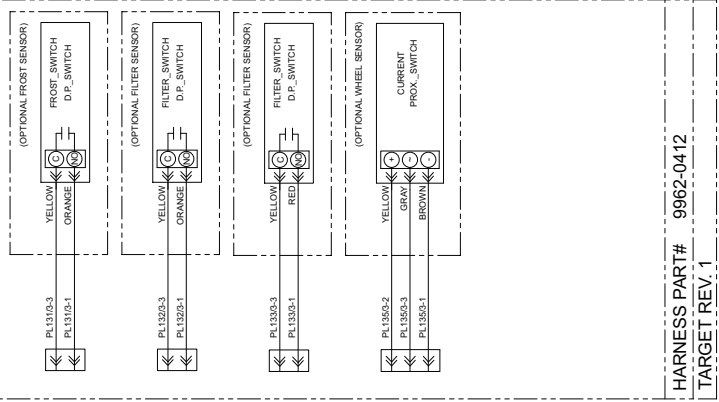 (OPTIONAL FROST SENSOR)
FROST_SWITCH
D.P._SWITCH
C
NO
YELLOW
ORANGE
PL131/3-3
PL131/3-1
(OPTIONAL FILTER SENSOR)
FILTER_SWITCH
D.P._SWITCH
C
NO
YELLOW
ORANGE
PL132/3-3
PL132/3-1
(OPTIONAL FILTER SENSOR)
FILTER_SWITCH
D.P._SWITCH
C
NO
YELLOW
RED
PL133/3-3
PL133/3-1
(OPTIONAL WHEEL SENSOR)
CURRENT
PROX._SWITCH
+
~
-
YELLOW
GRAY
BROWN
PL135/3-2
PL135/3-3
PL135/3-1
HARNESS PART# 9962-0412
TARGET REV. 1